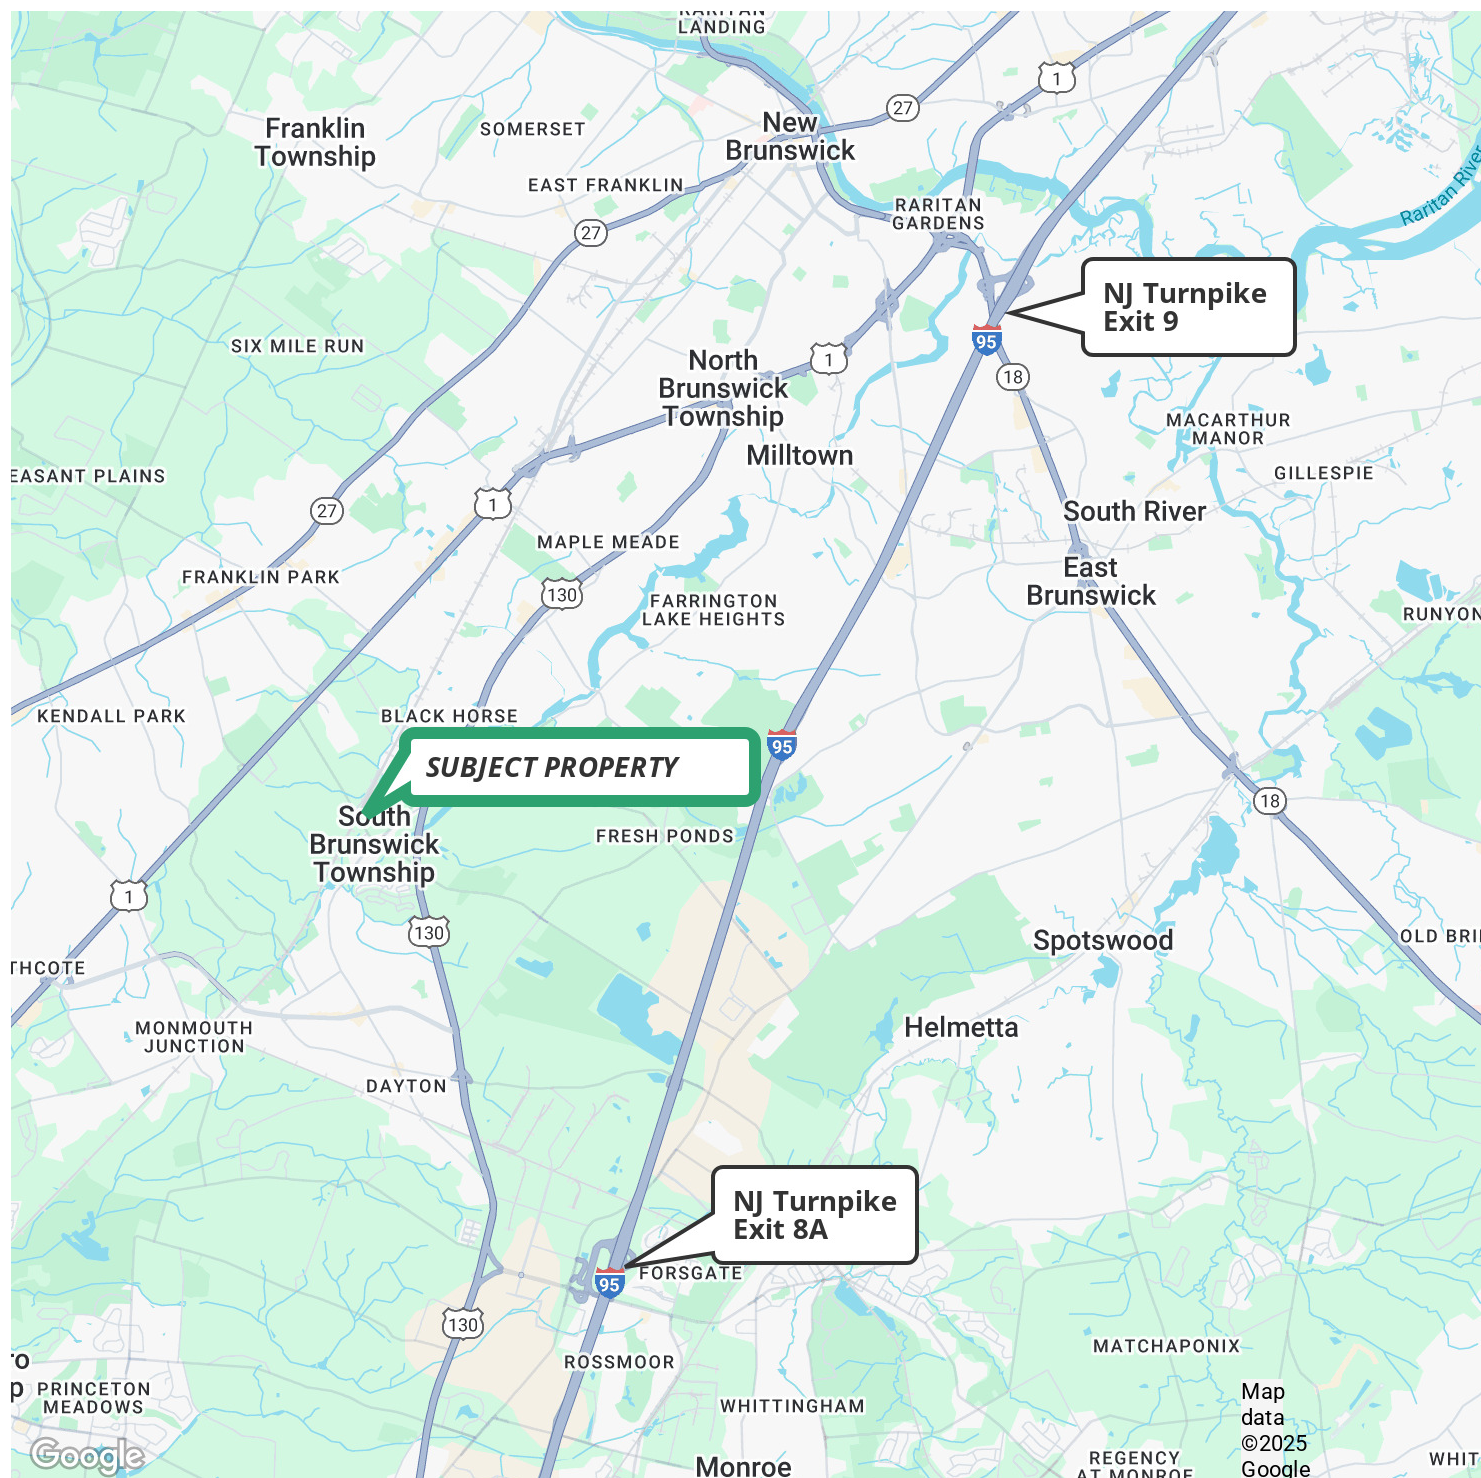 RARITAN
LANDING
1
27
New
Brunswick
Franklin
Township
SOMERSET
EAST FRANKLIN
RARITAN
GARDENS
Raritan River
27
NJ Turnpike
Exit 9
SIX MILE RUN
95
1
18
North
Brunswick
Township
MACARTHUR
MANOR
Milltown
EASANT PLAINS
GILLESPIE
1
27
South River
MAPLE MEADE
FRANKLIN PARK
East
Brunswick
130
FARRINGTON
LAKE HEIGHTS
RUNYON
KENDALL PARK
BLACK HORSE
95
SUBJECT PROPERTY
18
South
Brunswick
Township
FRESH PONDS
1
130
Spotswood
OLD BRI
THCOTE
MONMOUTH
JUNCTION
Helmetta
DAYTON
NJ Turnpike
Exit 8A
FORSGATE
95
130
MATCHAPONIX
ro
p
ROSSMOOR
PRINCETON
MEADOWS
WHITTINGHAM
Map
data
©2025
Google
Google
Monroe
REGENCY
AT MONROE
WHIT